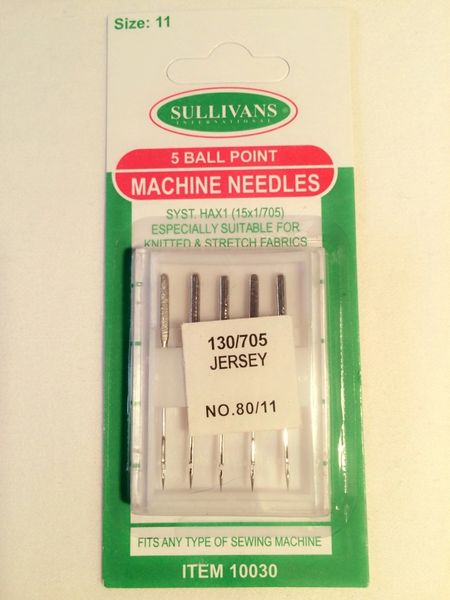 Size: 11
SULLIVANS ®
INTERNATIONAL
5 BALL POINT
MACHINE NEEDLES
SYST. HAX1 (15x1/705)
ESPECIALLY SUITABLE FOR
KNITTED & STRETCH FABRICS
130/705
JERSEY
NO.80/11
FITS ANY TYPE OF SEWING MACHINE
ITEM 10030